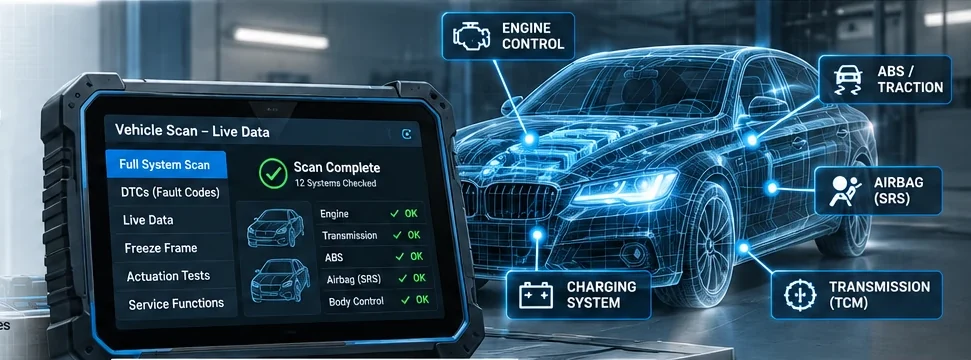 Vehicle Scan – Live Data
Full System Scan
DTCs (Fault Codes)
Live Data
Freeze Frame
Actuation Tests
Service Functions
Scan Complete
12 Systems Checked
Engine ✓ OK
Transmission ✓ OK
ABS ✓ OK
Airbag (SRS) ✓ OK
Body Control ✓ OK
ENGINE
CONTROL
ABS /
TRACTION
AIRBAG
(SRS)
CHARGING
SYSTEM
TRANSMISSION
(TCM)
es